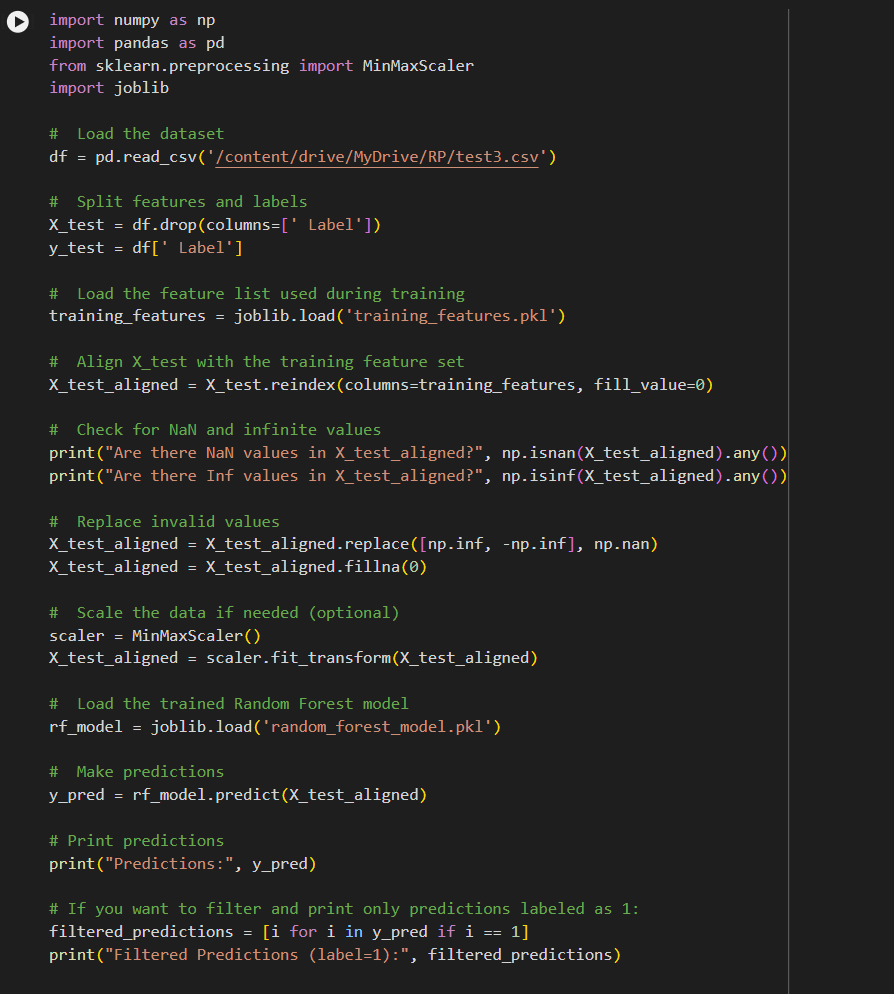 import numpy as np
import pandas as pd
from sklearn.preprocessing import MinMaxScaler
import joblib

#  Load the dataset
df = pd.read_csv('/content/drive/MyDrive/RP/test3.csv')

#  Split features and labels
X_test = df.drop(columns=[' Label'])
y_test = df[' Label']

#  Load the feature list used during training
training_features = joblib.load('training_features.pkl')

#  Align X_test with the training feature set
X_test_aligned = X_test.reindex(columns=training_features, fill_value=0)

#  Check for NaN and infinite values
print("Are there NaN values in X_test_aligned?", np.isnan(X_test_aligned).any())
print("Are there Inf values in X_test_aligned?", np.isinf(X_test_aligned).any())

#  Replace invalid values
X_test_aligned = X_test_aligned.replace([np.inf, -np.inf], np.nan)
X_test_aligned = X_test_aligned.fillna(0)

#  Scale the data if needed (optional)
scaler = MinMaxScaler()
X_test_aligned = scaler.fit_transform(X_test_aligned)

#  Load the trained Random Forest model
rf_model = joblib.load('random_forest_model.pkl')

#  Make predictions
y_pred = rf_model.predict(X_test_aligned)

# Print predictions
print("Predictions:", y_pred)

# If you want to filter and print only predictions labeled as 1:
filtered_predictions = [i for i in y_pred if i == 1]
print("Filtered Predictions (label=1):", filtered_predictions)